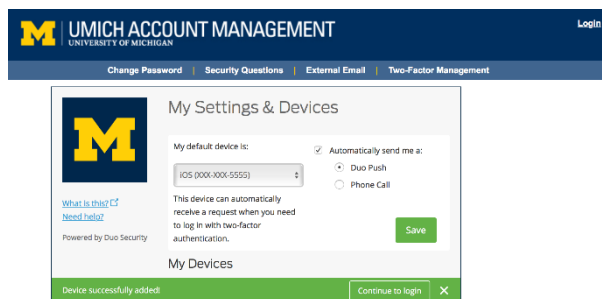 M UMICH ACCOUNT MANAGEMENT
UNIVERSITY OF MICHIGAN
Login
Change Password | Security Questions | External Email | Two-Factor Management
M
My Settings & Devices
My default device is:
iOS (XXX-XXX-5555)
This device can automatically
receive a request when you need
to log in with two-factor
authentication.
Automatically send me a:
Duo Push
Phone Call
Save
What is this?
Need help?
Powered by Duo Security
My Devices
Device successfully added!
Continue to login